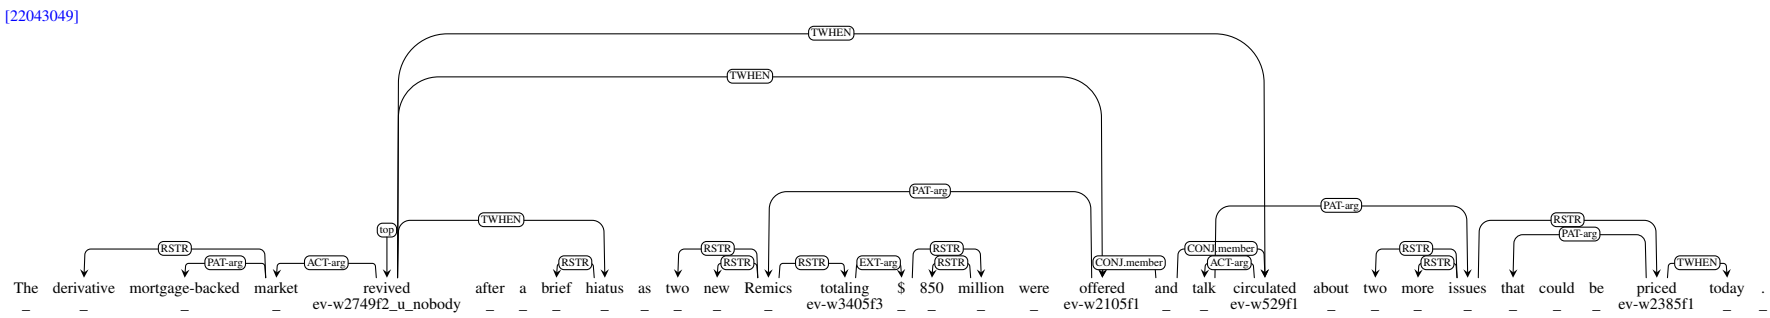 [22043049]
TWHEN
TWHEN
PAT-arg
PAT-arg
TWHEN
RSTR
top
PAT-arg
RSTR
RSTR
RSTR
CONJ.member
RSTR
PAT-arg
ACT-arg
RSTR
RSTR
RSTR
EXT-arg
RSTR
CONJ.member
ACT-arg
RSTR
TWHEN
The derivative mortgage-backed market revived after a brief hiatus as two new Remics totaling $ 850 million were offered and talk circulated about two more issues that could be priced today .
_ _ _ _ ev-w2749f2_u_nobody _ _ _ _ _ _ _ _ ev-w3405f3 _ _ _ _ ev-w2105f1 _ _ ev-w529f1 _ _ _ _ _ _ _ ev-w2385f1 _ _